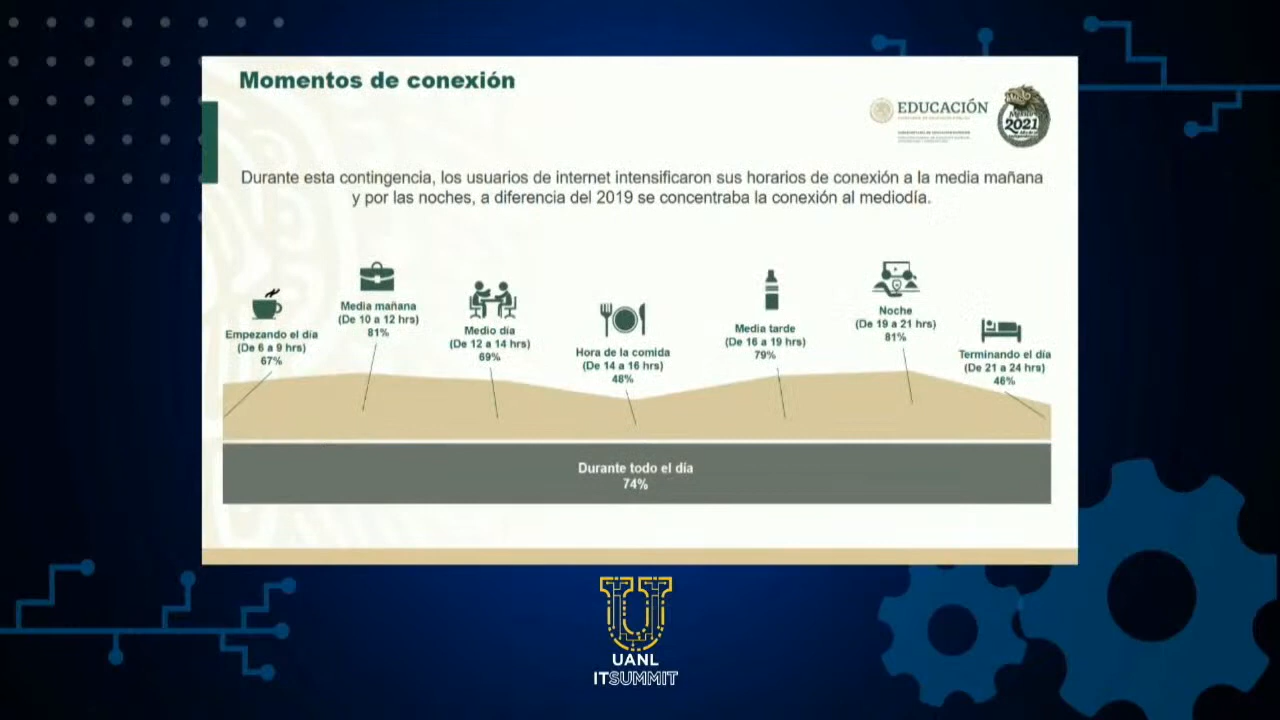 Momentos de conexión
EDUCACIÓN
2021
Durante esta contingencia, los usuarios de internet intensificaron sus horarios de conexión a la media mañana
y por las noches, a diferencia del 2019 se concentraba la conexión al mediodía.
Empezando el día
(De 6 a 9 hrs)
67%
Media mañana
(De 10 a 12 hrs)
81%
Medio día
(De 12 a 14 hrs)
69%
Hora de la comida
(De 14 a 16 hrs)
48%
Media tarde
(De 16 a 19 hrs)
79%
Noche
(De 19 a 21 hrs)
81%
Terminando el día
(De 21 a 24 hrs)
46%
Durante todo el día
74%
UANL
ITSUMMIT